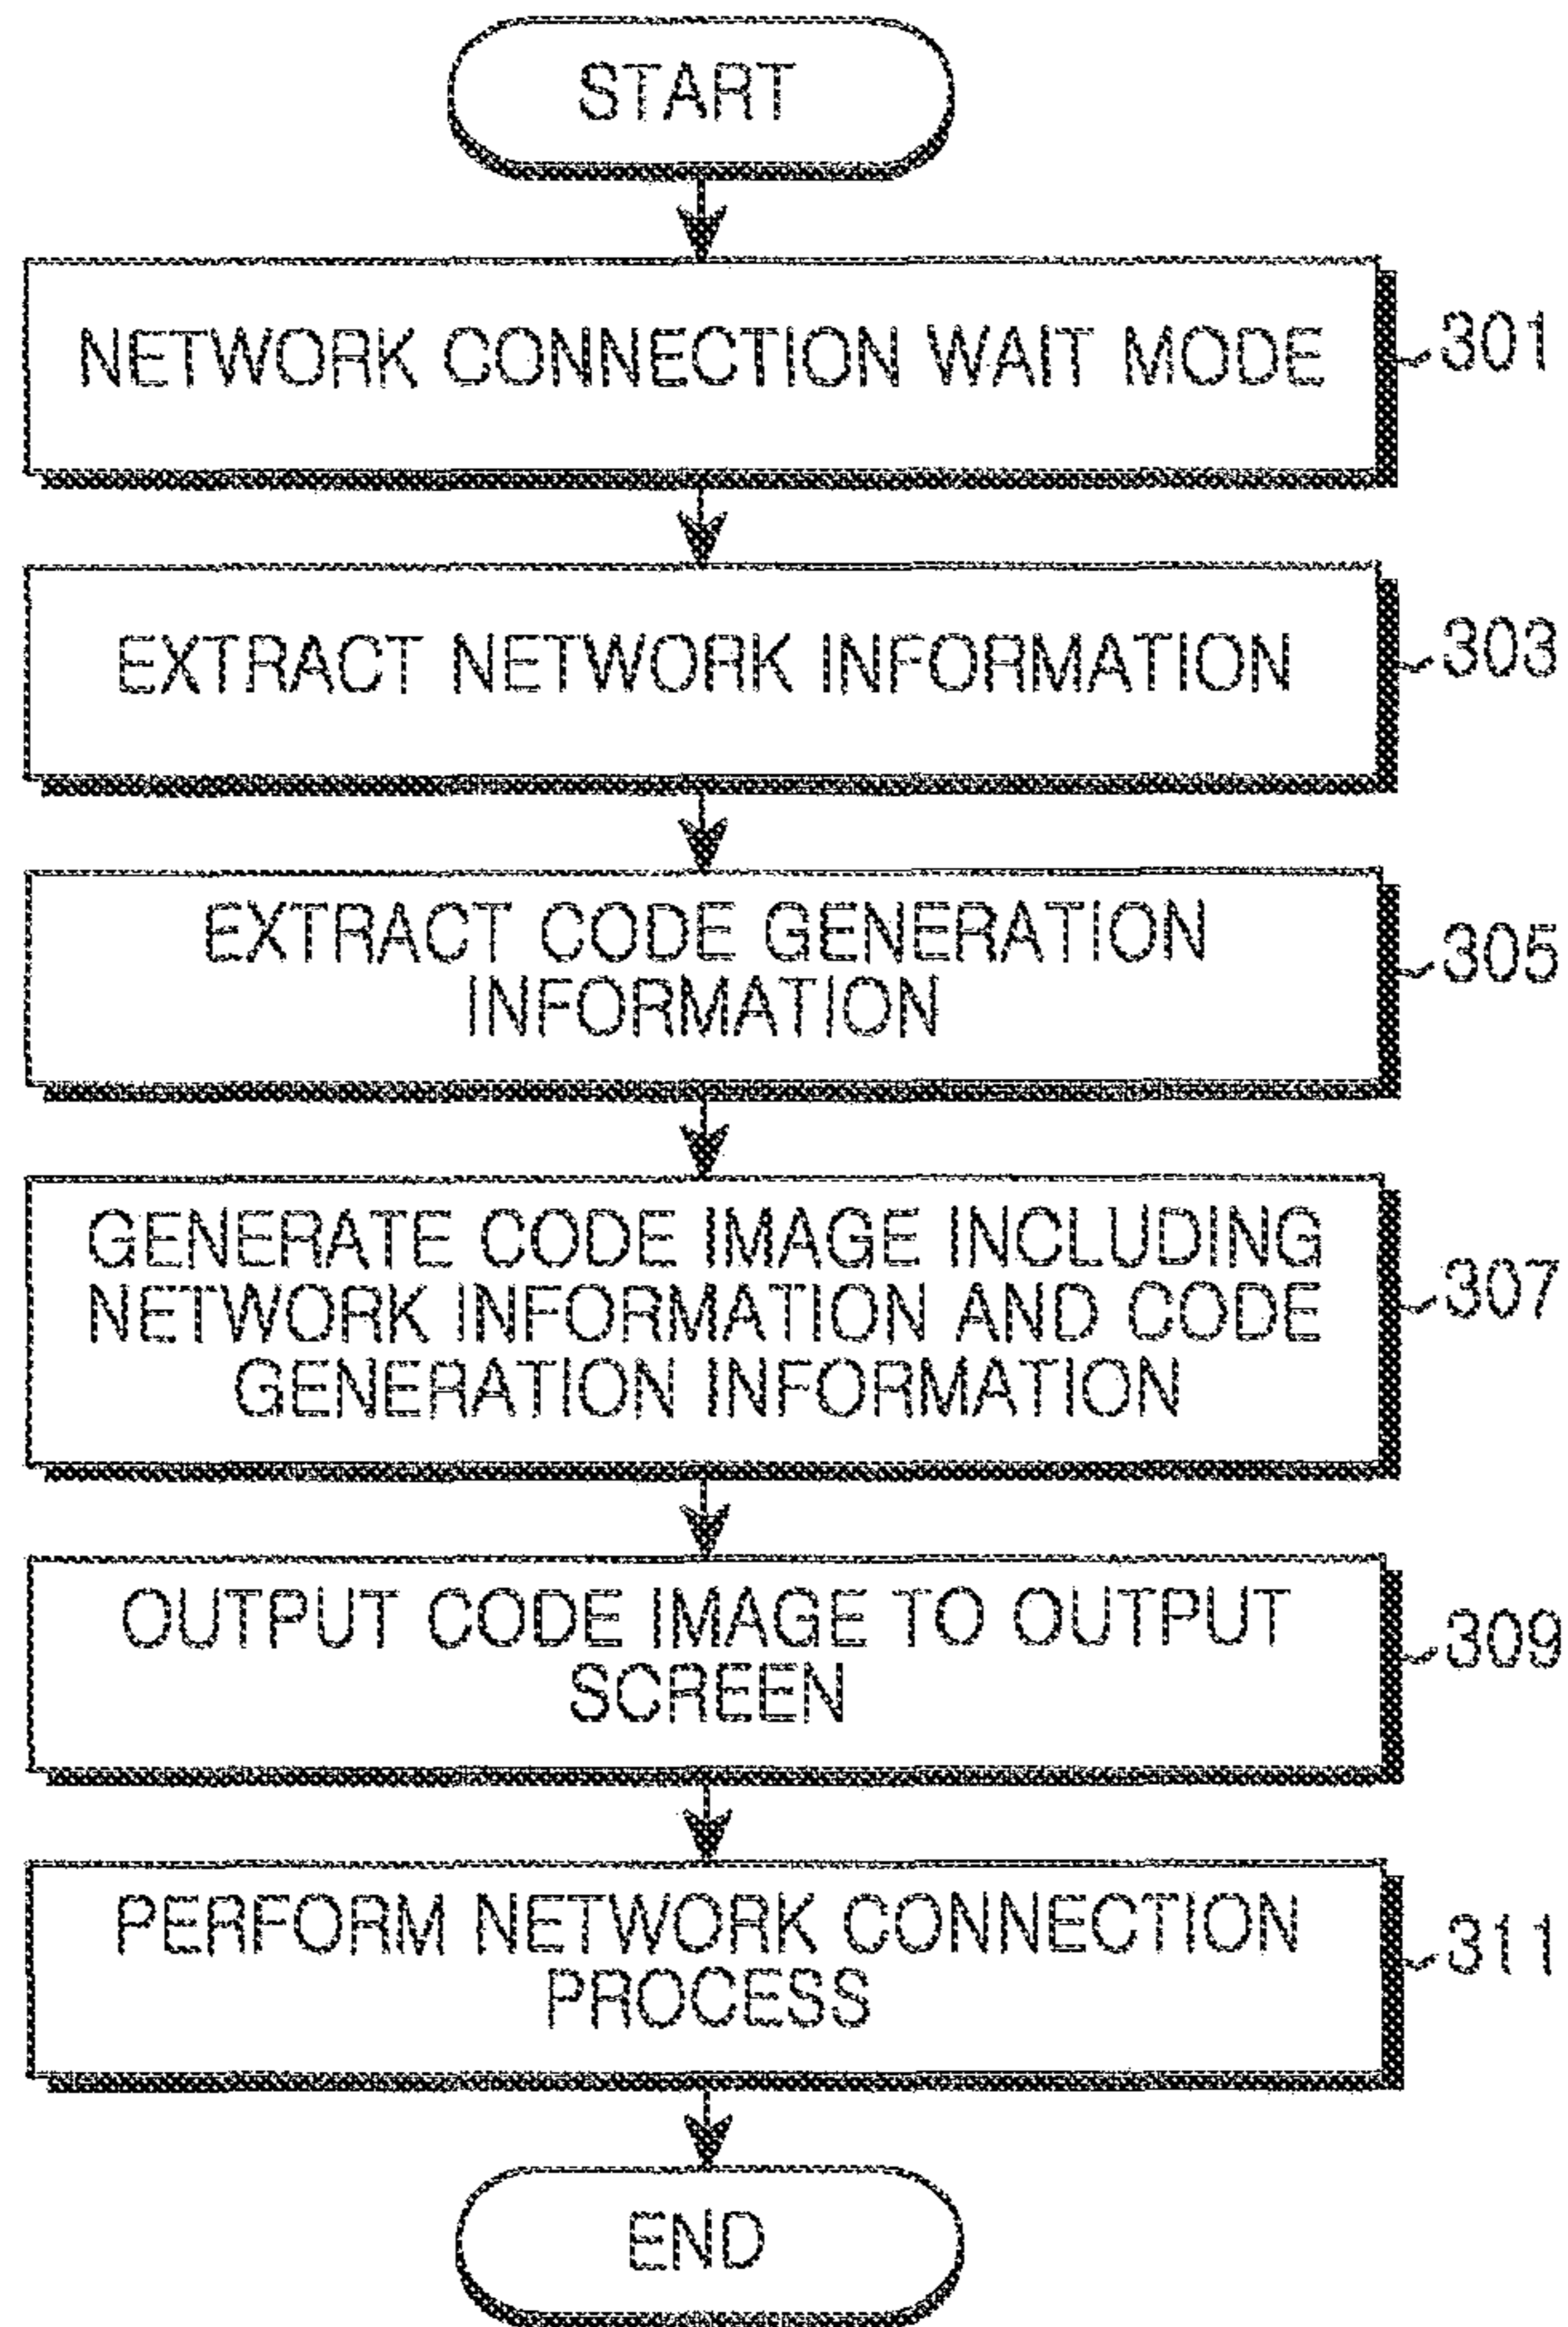 START
NETWORK CONNECTION WAIT MODE
301
EXTRACT NETWORK INFORMATION
303
EXTRACT CODE GENERATION
INFORMATION
305
GENERATE CODE IMAGE INCLUDING
NETWORK INFORMATION AND CODE
GENERATION INFORMATION
307
OUTPUT CODE IMAGE TO OUTPUT
SCREEN
309
PERFORM NETWORK CONNECTION
PROCESS
311
END